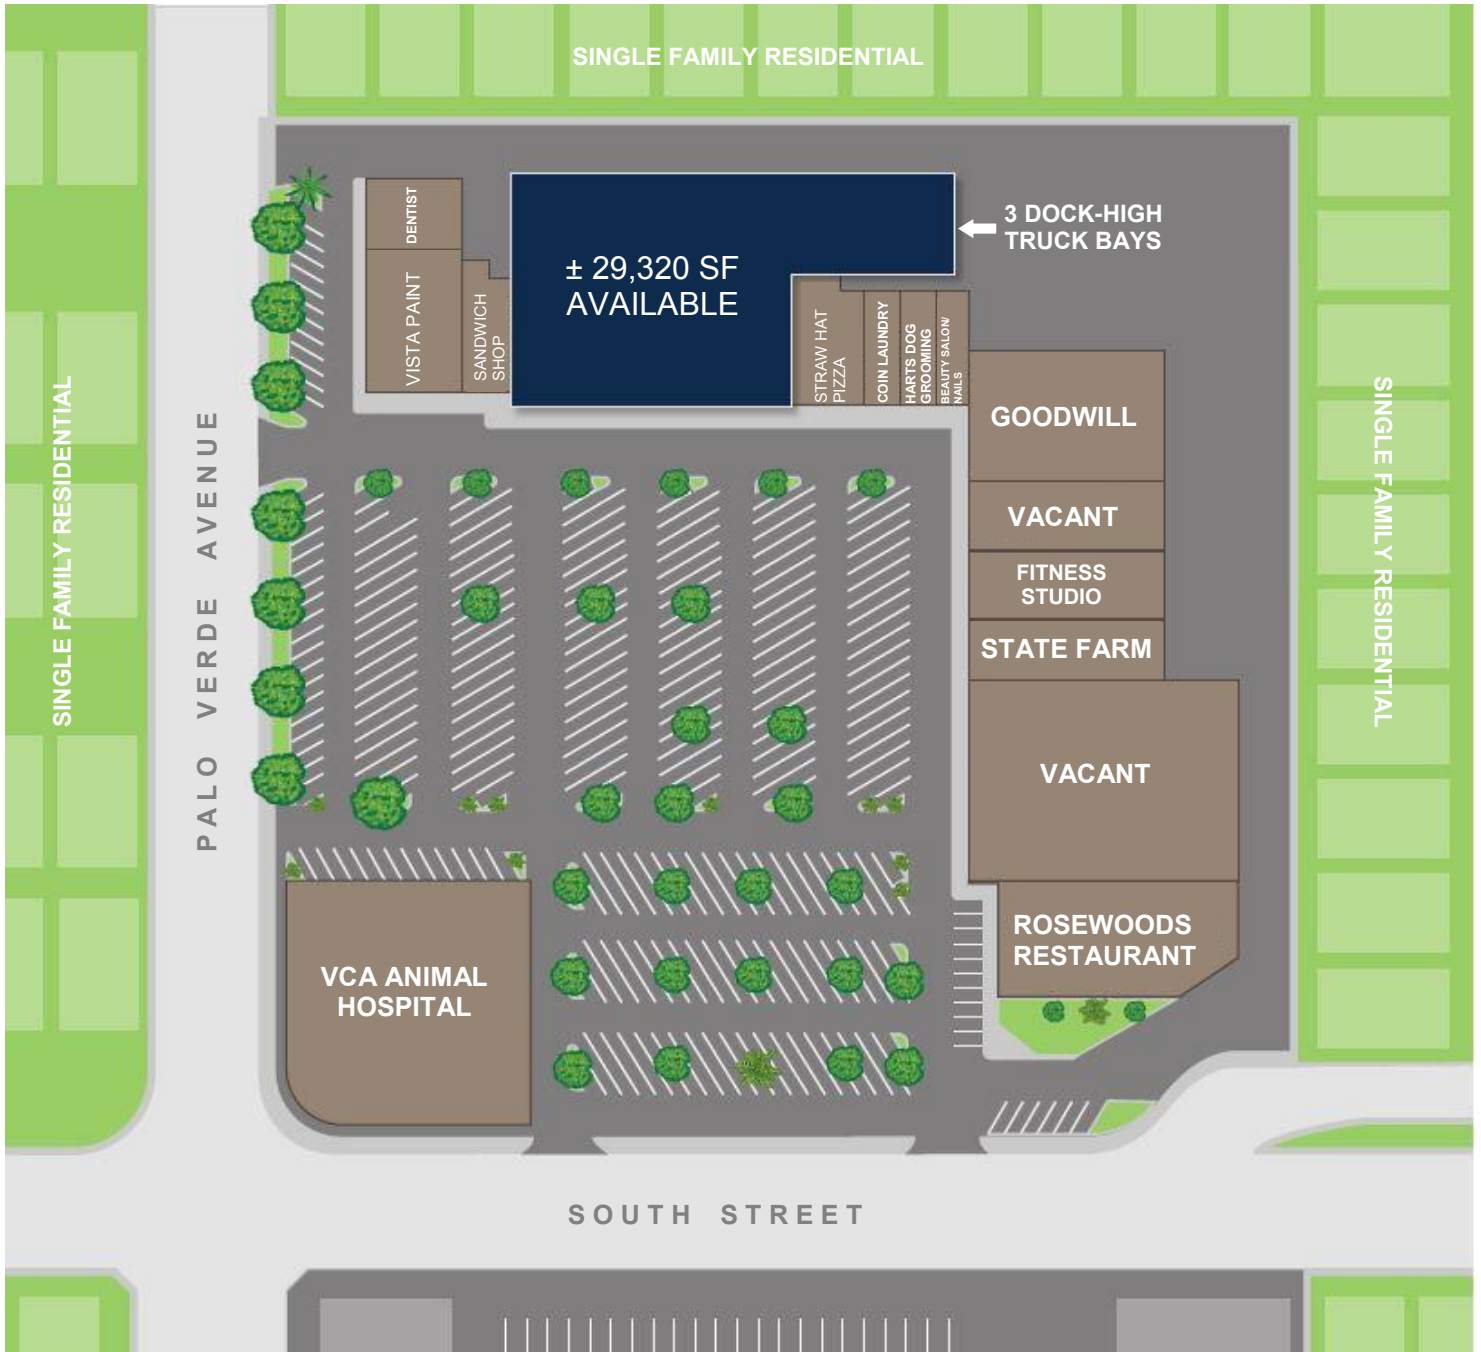 SINGLE FAMILY RESIDENTIAL
DENTIST
VISTA PAINT
SANDWICH
SHOP
± 29,320 SF
AVAILABLE
3 DOCK-HIGH
TRUCK BAYS
STRAW HAT
PIZZA
COIN LAUNDRY
HARTS DOG
GROOMING
BEAUTY SALON/
NAILS
GOODWILL
VACANT
FITNESS
STUDIO
STATE FARM
VACANT
ROSEWOODS
RESTAURANT
VCA ANIMAL
HOSPITAL
SINGLE FAMILY RESIDENTIAL
PALO VERDE AVENUE
SINGLE FAMILY RESIDENTIAL
SOUTH STREET